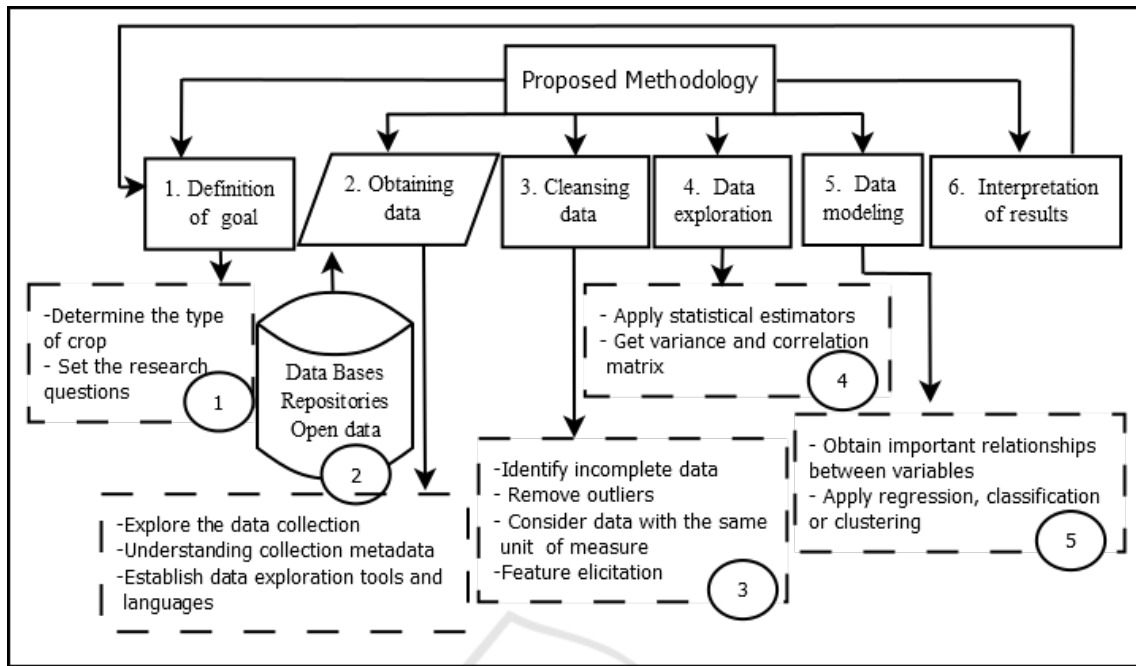 Proposed Methodology
1. Definition
of goal
2. Obtaining
data
3. Cleansing
data
4. Data
exploration
5. Data
modeling
6. Interpretation
of results
-Determine the type
of crop
- Set the research
questions
1
Data Bases
Repositories
Open data
2
-Explore the data collection
-Understanding collection metadata
-Establish data exploration tools and
languages
-Identify incomplete data
- Remove outliers
- Consider data with the same
unit of measure
-Feature elicitation
3
- Apply statistical estimators
- Get variance and correlation
matrix
4
- Obtain important relationships
between variables
- Apply regression, classification
or clustering
5